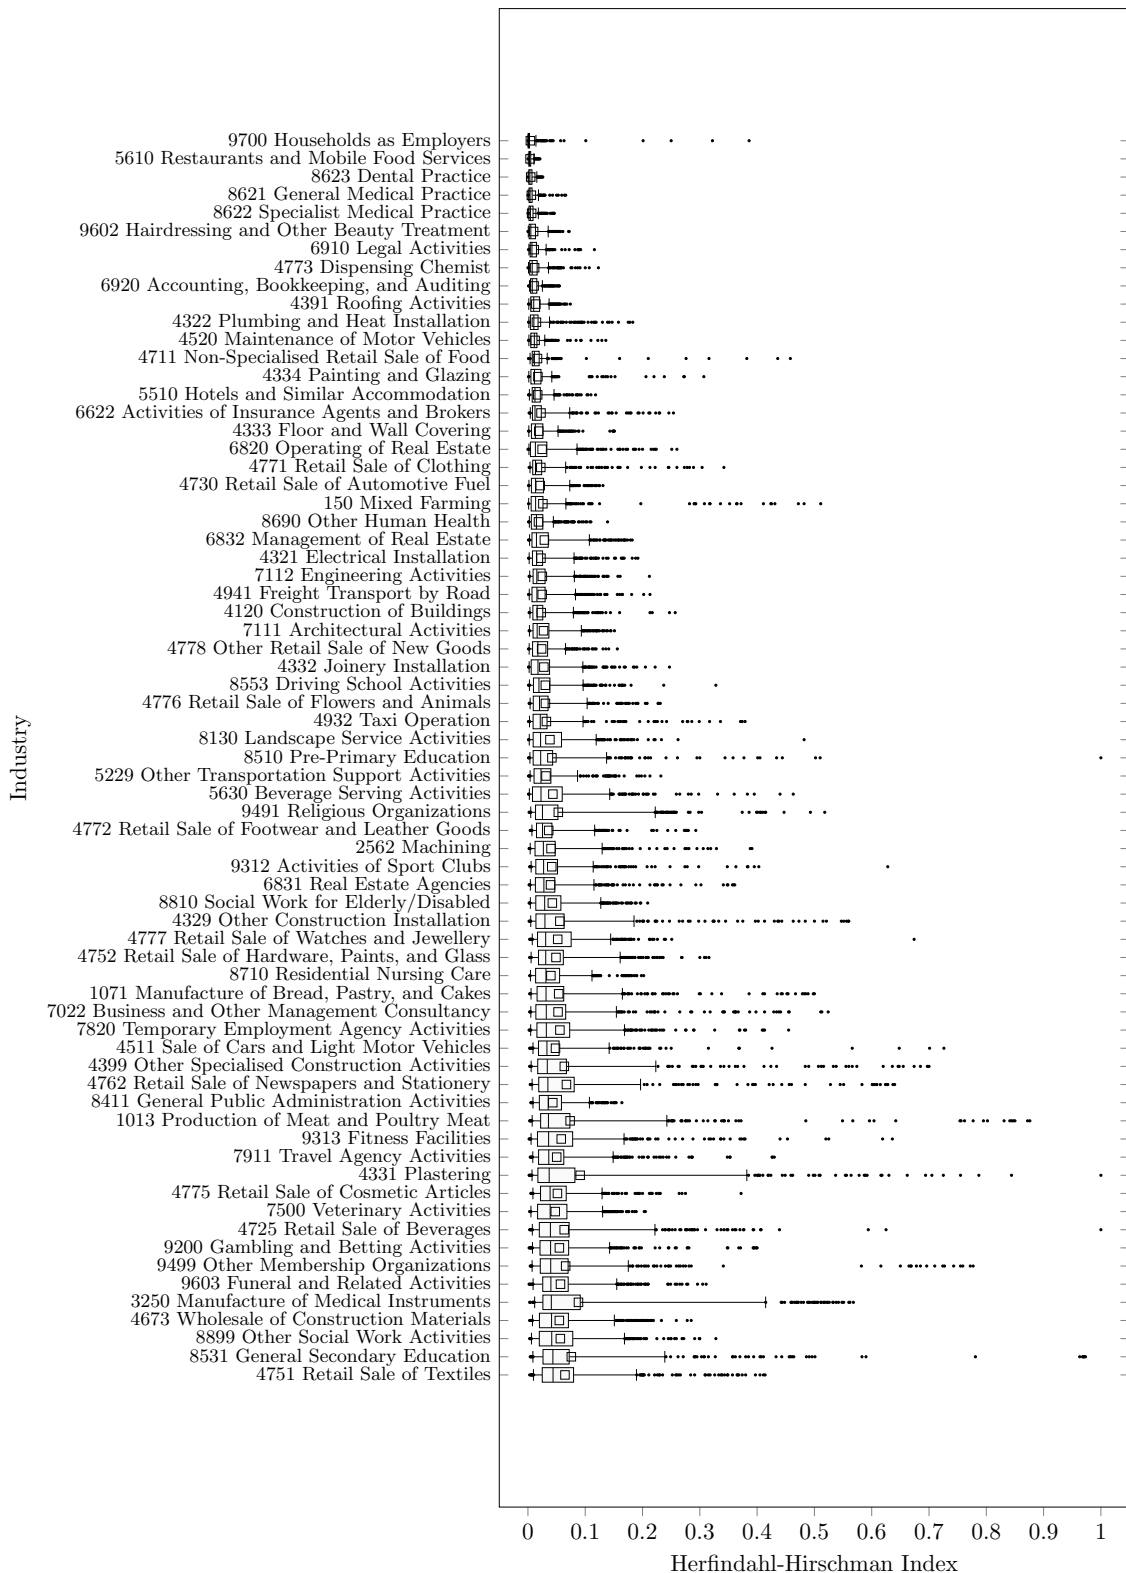 9700 Households as Employers
5610 Restaurants and Mobile Food Services
8623 Dental Practice
8621 General Medical Practice
8622 Specialist Medical Practice
9602 Hairdressing and Other Beauty Treatment
6910 Legal Activities
4773 Dispensing Chemist
6920 Accounting, Bookkeeping, and Auditing
4391 Roofing Activities
4322 Plumbing and Heat Installation
4520 Maintenance of Motor Vehicles
4711 Non-Specialised Retail Sale of Food
4334 Painting and Glazing
5510 Hotels and Similar Accommodation
6622 Activities of Insurance Agents and Brokers
4333 Floor and Wall Covering
6820 Operating of Real Estate
4771 Retail Sale of Clothing
4730 Retail Sale of Automotive Fuel
150 Mixed Farming
8690 Other Human Health
6832 Management of Real Estate
4321 Electrical Installation
7112 Engineering Activities
4941 Freight Transport by Road
4120 Construction of Buildings
7111 Architectural Activities
4778 Other Retail Sale of New Goods
4332 Joinery Installation
8553 Driving School Activities
4776 Retail Sale of Flowers and Animals
4932 Taxi Operation
8130 Landscape Service Activities
8510 Pre-Primary Education
5229 Other Transportation Support Activities
5630 Beverage Serving Activities
9491 Religious Organizations
4772 Retail Sale of Footwear and Leather Goods
2562 Machining
9312 Activities of Sport Clubs
6831 Real Estate Agencies
8810 Social Work for Elderly/Disabled
4329 Other Construction Installation
4777 Retail Sale of Watches and Jewellery
4752 Retail Sale of Hardware, Paints, and Glass
8710 Residential Nursing Care
1071 Manufacture of Bread, Pastry, and Cakes
7022 Business and Other Management Consultancy
7820 Temporary Employment Agency Activities
4511 Sale of Cars and Light Motor Vehicles
4399 Other Specialised Construction Activities
4762 Retail Sale of Newspapers and Stationery
8411 General Public Administration Activities
1013 Production of Meat and Poultry Meat
9313 Fitness Facilities
7911 Travel Agency Activities
4331 Plastering
4775 Retail Sale of Cosmetic Articles
7500 Veterinary Activities
4725 Retail Sale of Beverages
9200 Gambling and Betting Activities
9499 Other Membership Organizations
9603 Funeral and Related Activities
3250 Manufacture of Medical Instruments
4673 Wholesale of Construction Materials
8899 Other Social Work Activities
8531 General Secondary Education
4751 Retail Sale of Textiles
Industry
0 0.1 0.2 0.3 0.4 0.5 0.6 0.7 0.8 0.9 1
Herfindahl-Hirschman Index